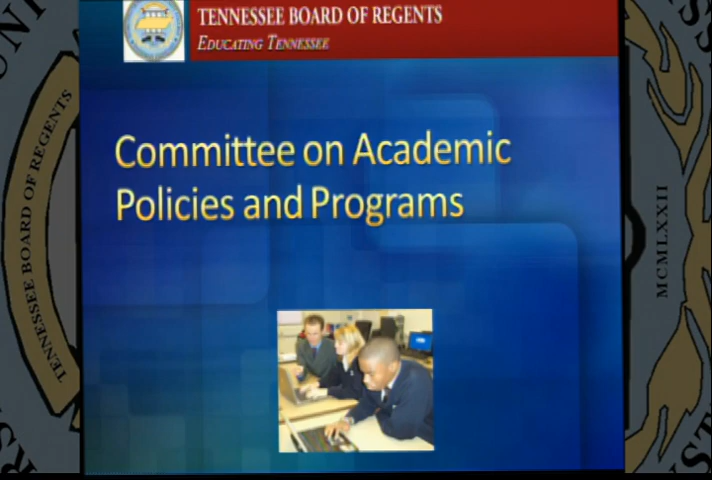 TENNESSEE BOARD OF REGENTS
EDUCATING TENNESSEE
Committee on Academic
Policies and Programs
TENNESSEE BOARD OF REGENTS
MCMLXXII